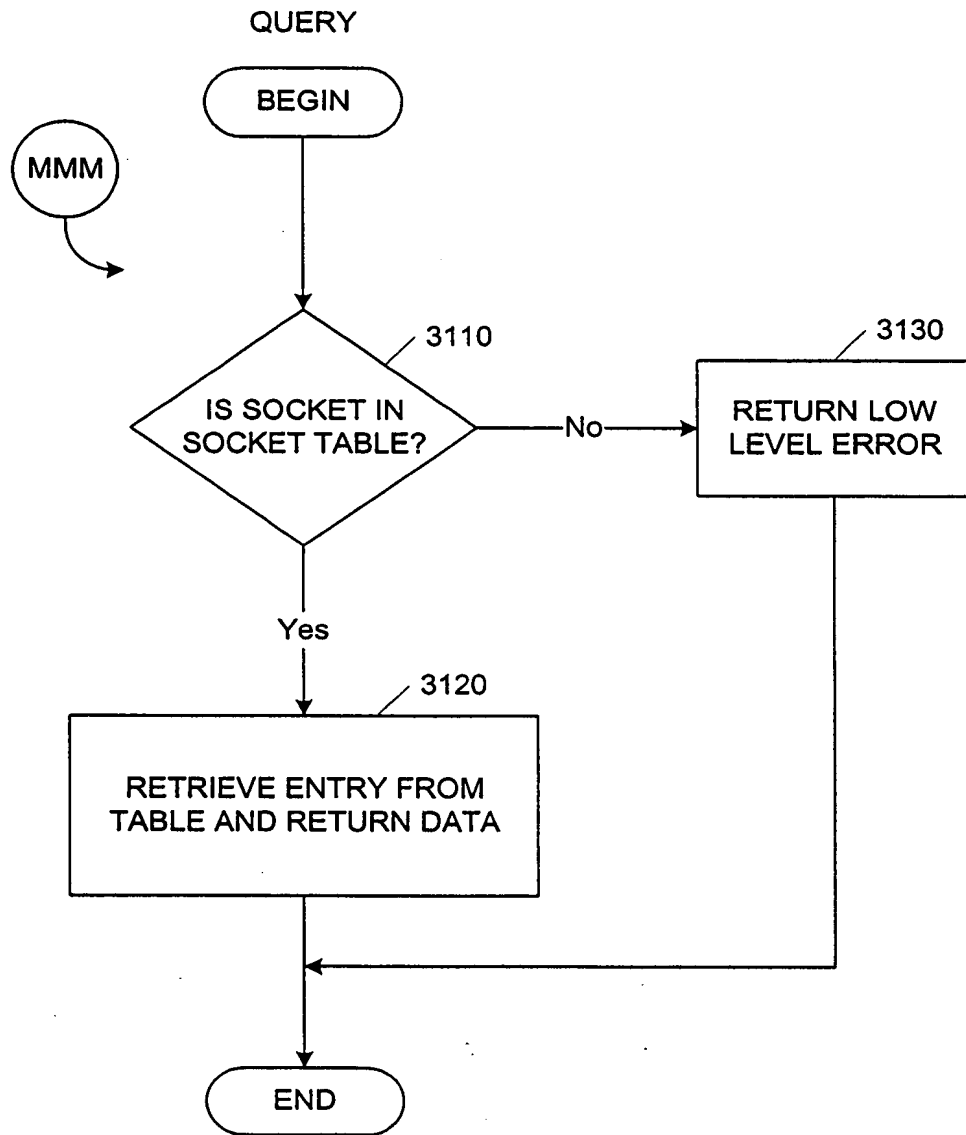 QUERY
BEGIN
MMM
3110
IS SOCKET IN
SOCKET TABLE?
No
3130
RETURN LOW
LEVEL ERROR
Yes
3120
RETRIEVE ENTRY FROM
TABLE AND RETURN DATA
END